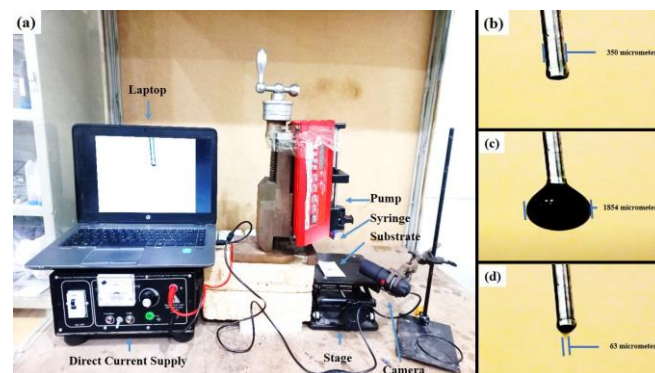 (a)
Laptop
Pump
Syringe
Substrate
Direct Current Supply
Stage
Camera
(b)
350 micrometer
(c)
1854 micrometer
(d)
63 micrometer